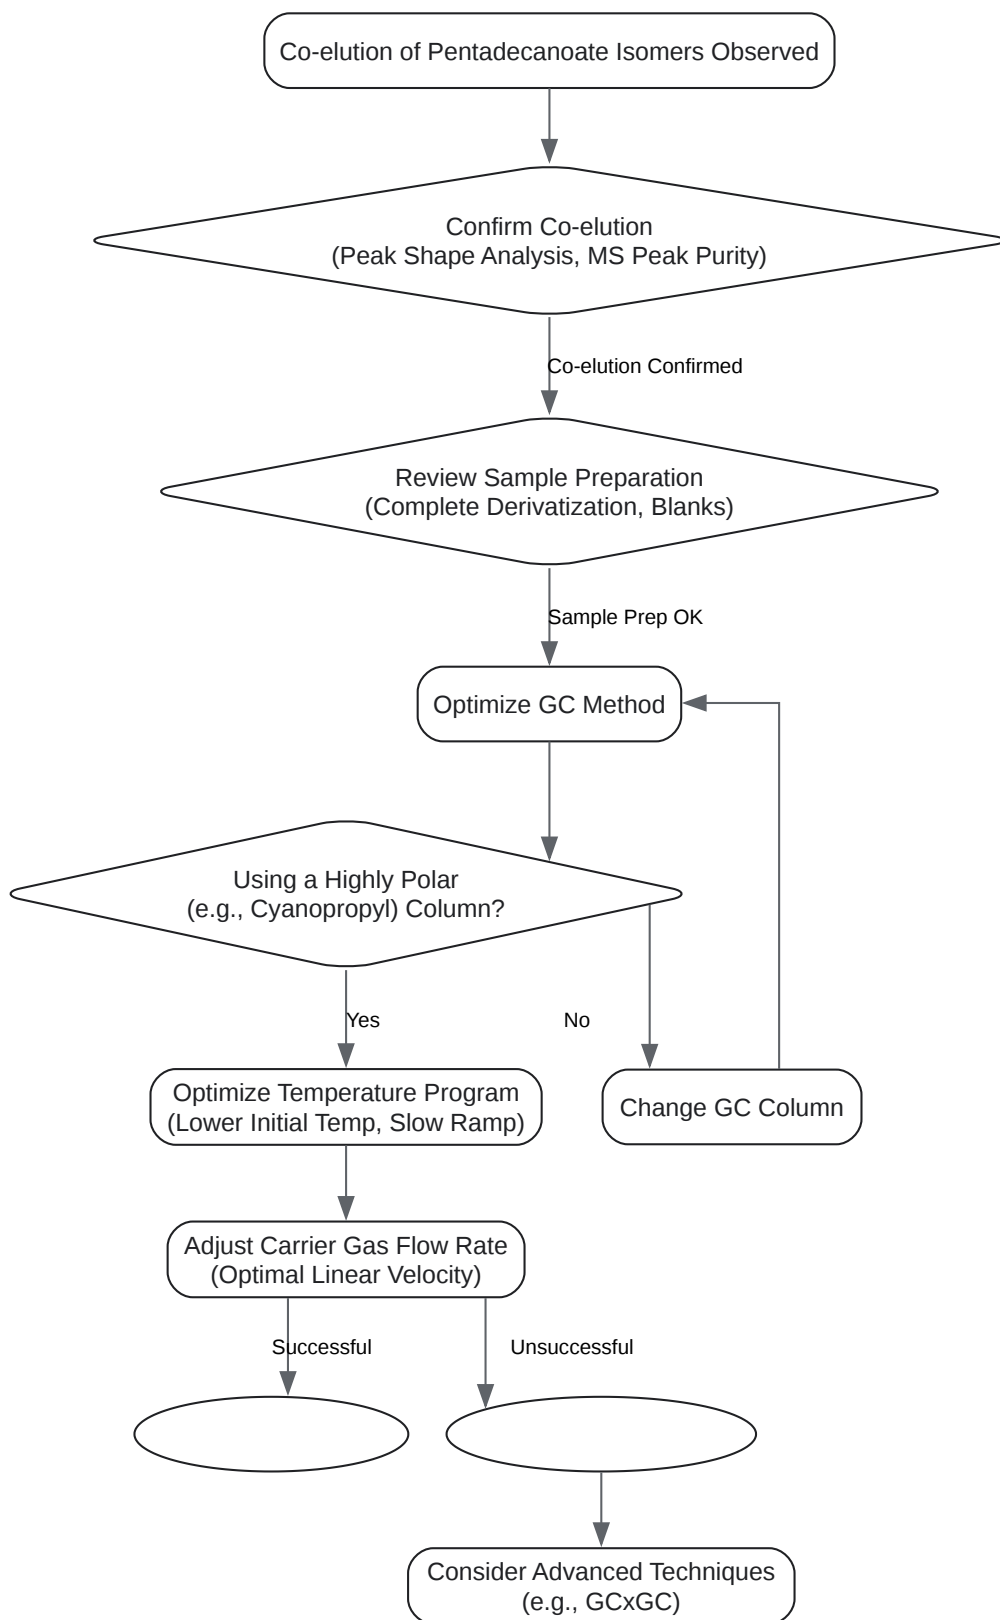 Co-elution of Pentadecanoate Isomers Observed
Confirm Co-elution
(Peak Shape Analysis, MS Peak Purity)
Co-elution Confirmed
Review Sample Preparation
(Complete Derivatization, Blanks)
Sample Prep OK
Optimize GC Method
Using a Highly Polar
(e.g., Cyanopropyl) Column?
Yes
No
Optimize Temperature Program
(Lower Initial Temp, Slow Ramp)
Change GC Column
Adjust Carrier Gas Flow Rate
(Optimal Linear Velocity)
Successful
Unsuccessful
Consider Advanced Techniques
(e.g., GCxGC)